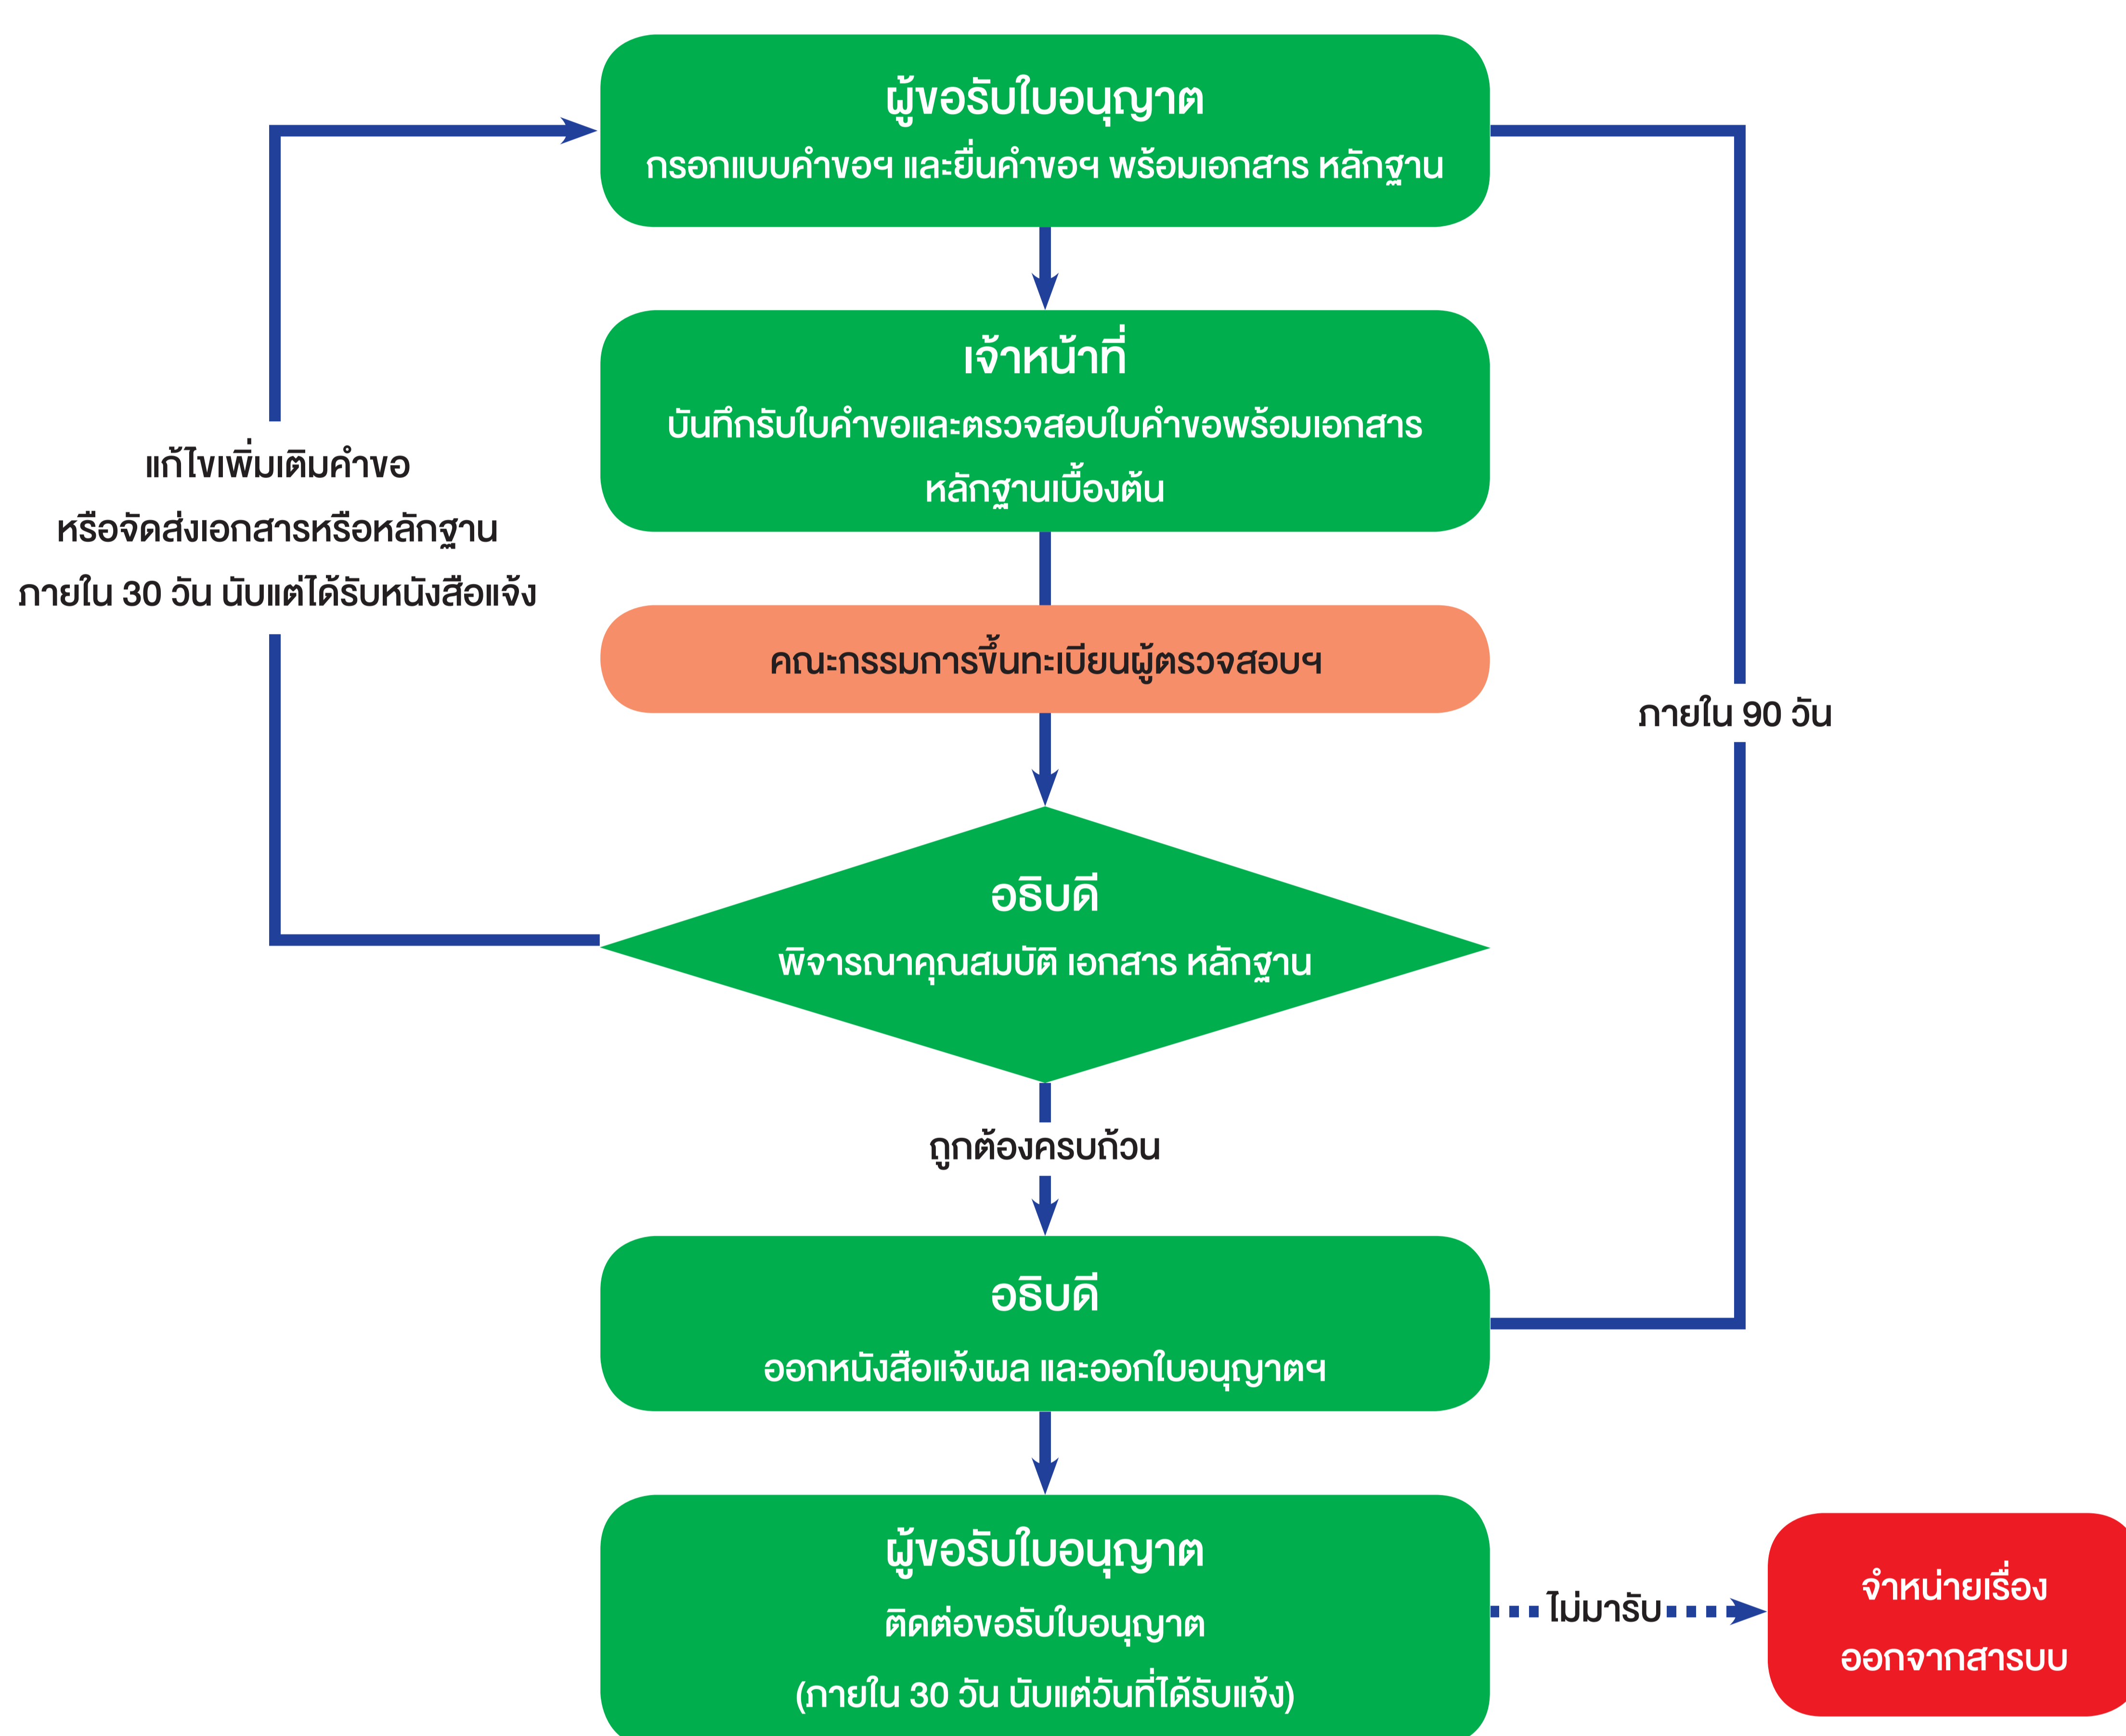 ผู้ขอรับใบอนุญาต
กรอกแบบคำขอฯ และยื่นคำขอฯ พร้อมเอกสาร หลักฐาน
เจ้าหน้าที่
บันทึกรับใบคำขอและตรวจสอบใบคำขอพร้อมเอกสาร
หลักฐานเบื้องต้น
แก้ไขเพิ่มเติมคำขอ
หรือจัดส่งเอกสารหรือหลักฐาน
ภายใน 30 วัน นับแต่ได้รับหนังสือแจ้ง
คณะกรรมการขึ้นทะเบียนผู้ตรวจสอบฯ
ภายใน 90 วัน
อธิบดี
พิจารณาคุณสมบัติ เอกสาร หลักฐาน
ถูกต้องครบถ้วน
อธิบดี
ออกหนังสือแจ้งผล และออกใบอนุญาตฯ
ผู้ขอรับใบอนุญาต
ติดต่อขอรับใบอนุญาต
(ภายใน 30 วัน นับแต่วันที่ได้รับแจ้ง)
ไม่มารับ
จำหน่ายเรื่อง
ออกจากสารบบ